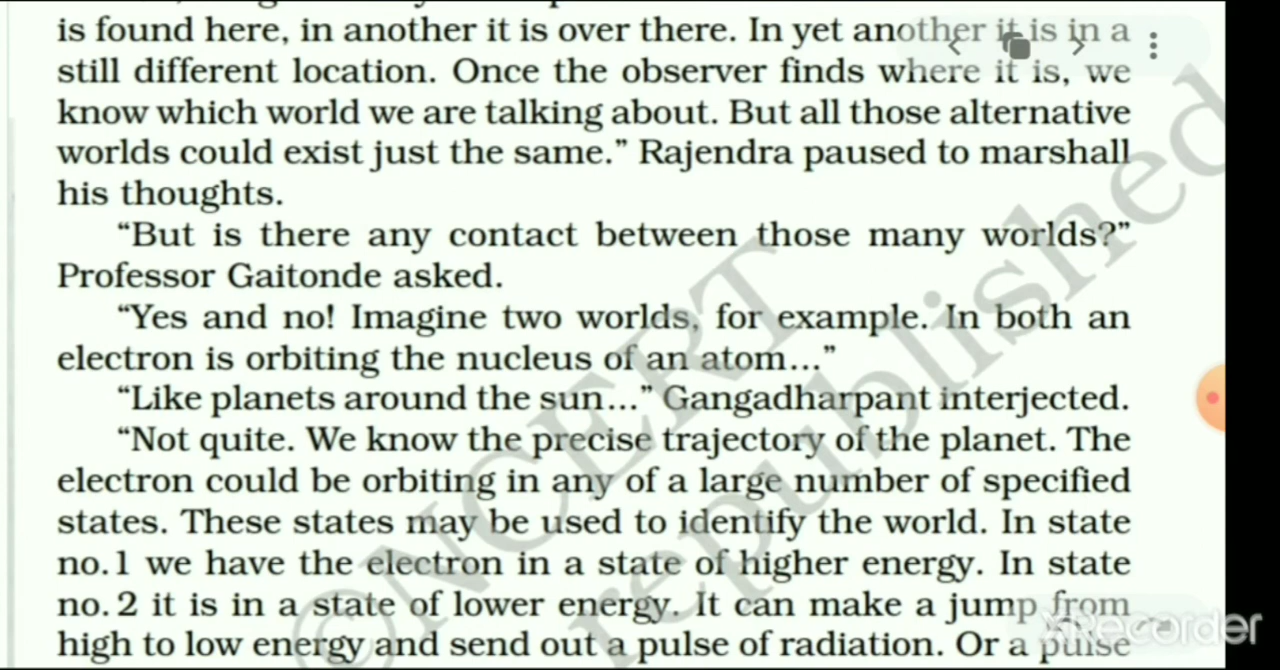 is found here, in another it is over there. In yet another it is in a
still different location. Once the observer finds where it is, we
know which world we are talking about. But all those alternative
worlds could exist just the same.” Rajendra paused to marshall
his thoughts.
“But is there any contact between those many worlds?”
Professor Gaitonde asked.
“Yes and no! Imagine two worlds, for example. In both an
electron is orbiting the nucleus of an atom...”
“Like planets around the sun...” Gangadharpant interjected.
“Not quite. We know the precise trajectory of the planet. The
electron could be orbiting in any of a large number of specified
states. These states may be used to identify the world. In state
no.1 we have the electron in a state of higher energy. In state
no. 2 it is in a state of lower energy. It can make a jump from
high to low energy and send out a pulse of radiation. Or a pulse
©NCERT
republished
XRecorder